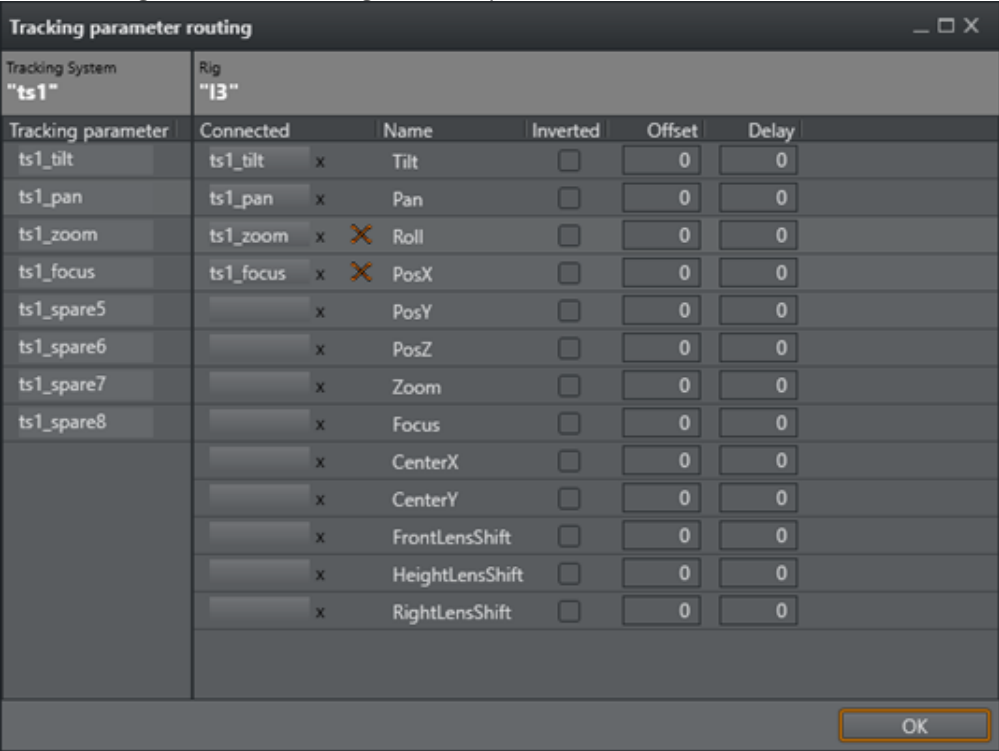 Tracking parameter routing
Tracking System Rig
"ts1" "l3"
Tracking parameter Connected Name Inverted Offset Delay
ts1_tilt ts1_tilt x Tilt 0 0
ts1_pan ts1_pan x Pan 0 0
ts1_zoom ts1_zoom x Roll 0 0
ts1_focus ts1_focus x PosX 0 0
ts1_spare5 x PosY 0 0
ts1_spare6 x PosZ 0 0
ts1_spare7 x Zoom 0 0
ts1_spare8 x Focus 0 0
x CenterX 0 0
x CenterY 0 0
x FrontLensShift 0 0
x HeightLensShift 0 0
x RightLensShift 0 0
OK